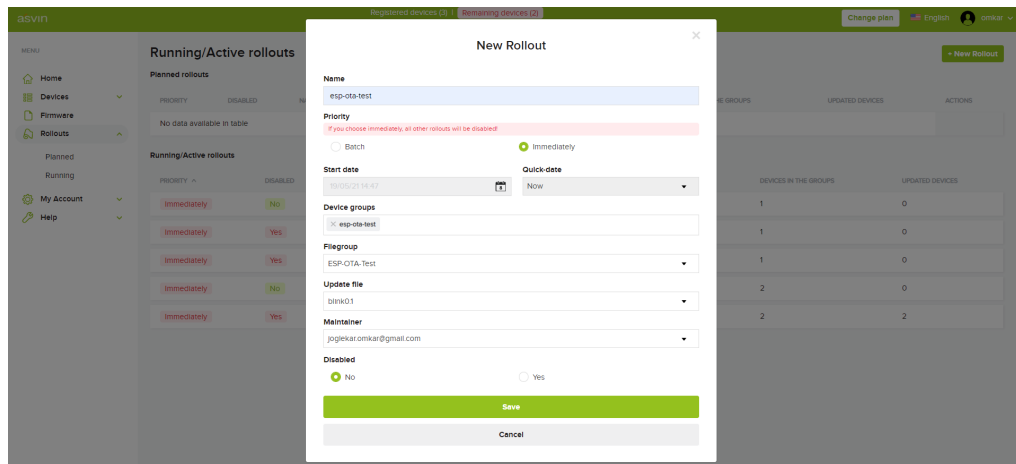 asvin
Registered devices (3) | Remaining devices (2)
Change plan
English
omkar
MENU
Home
Devices
Firmware
Rollouts
Planned
Running
My Account
Help
Running/Active rollouts
+ New Rollout
Planned rollouts
PRIORITY DISABLED GROUPS UPDATED DEVICES ACTIONS
No data available in table
Running/Active rollouts
PRIORITY DISABLED DEVICES IN THE GROUPS UPDATED DEVICES
Immediately No 1 0
Immediately Yes 1 0
Immediately Yes 1 0
Immediately No 2 0
Immediately Yes 2 2
New Rollout
Name
esp-ota-test
Priority
If you choose immediately, all other rollouts will be disabled!
Batch Immediately
Start date Quick-date
19/05/21 14:47 Now
Device groups
× esp-ota-test
Filegroup
ESP-OTA-Test
Update file
blink0.1
Maintainer
joglekar.omkar@gmail.com
Disabled
No Yes
Save
Cancel